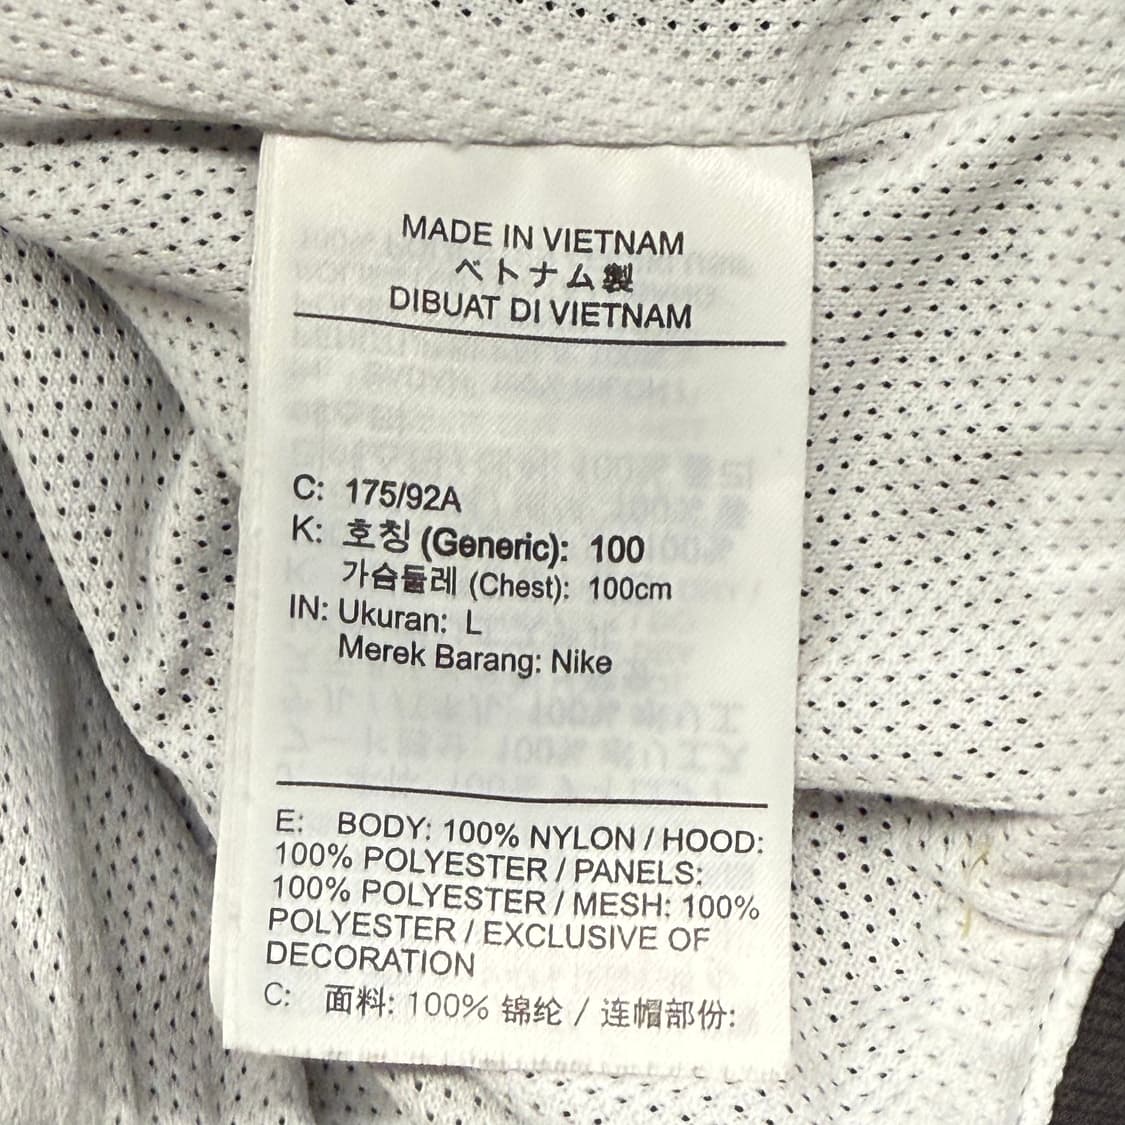 MADE IN VIETNAM
ベトナム製
DIBUAT DI VIETNAM
C: 175/92A
K: 호칭 (Generic): 100
가슴둘레 (Chest): 100cm
IN: Ukuran: L
Merek Barang: Nike
E: BODY: 100% NYLON / HOOD:
100% POLYESTER / PANELS:
100% POLYESTER / MESH: 100%
POLYESTER / EXCLUSIVE OF
DECORATION
C: 面料: 100% 锦纶 / 连帽部份: